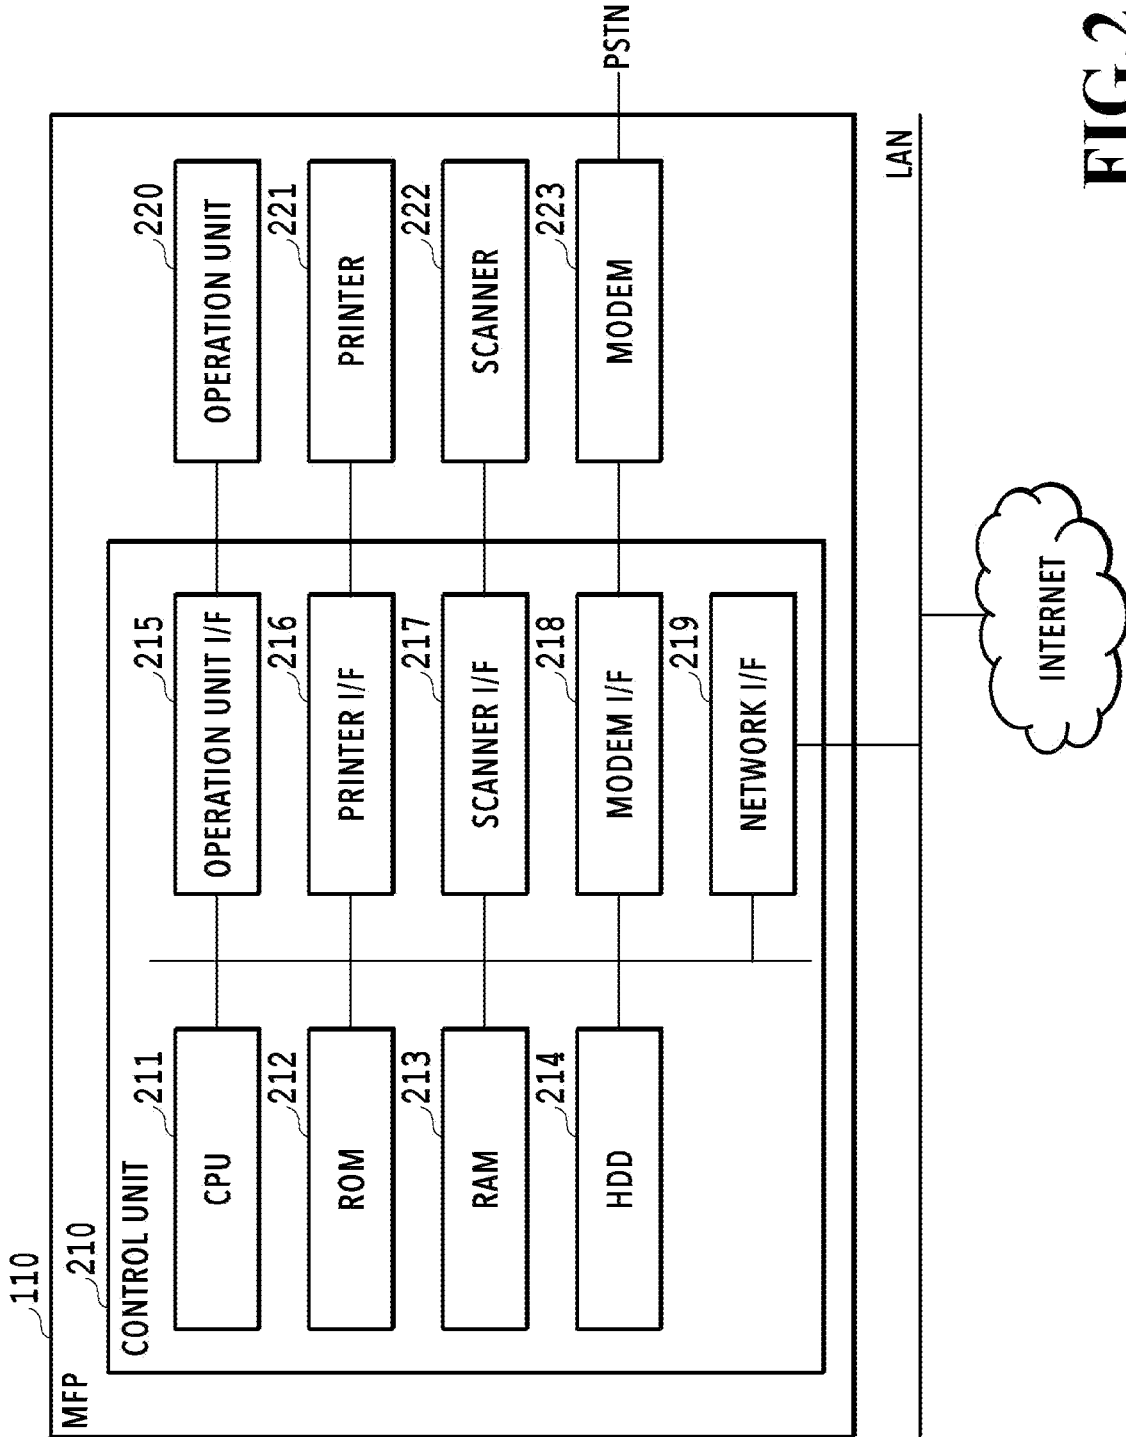 110
MFP
210
CONTROL UNIT
211
CPU
215
OPERATION UNIT I/F
220
OPERATION UNIT
212
ROM
216
PRINTER I/F
221
PRINTER
213
RAM
217
SCANNER I/F
222
SCANNER
214
HDD
218
MODEM I/F
223
MODEM
PSTN
219
NETWORK I/F
LAN
INTERNET
FIG.2